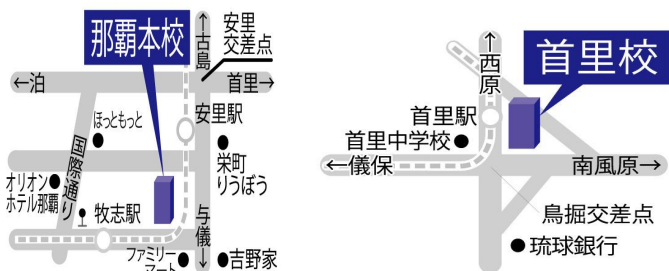 那覇本校
↑古島
安里
交差点
←泊
首里→
安里駅
ほっともっと
国際通り
栄町
りうぼう
オリオン
ホテル那覇
牧志駅
与儀↓
ファミリー
マート
吉野家
首里校
↑西原
首里駅
首里中学校
←儀保
南風原→
鳥堀交差点
琉球銀行